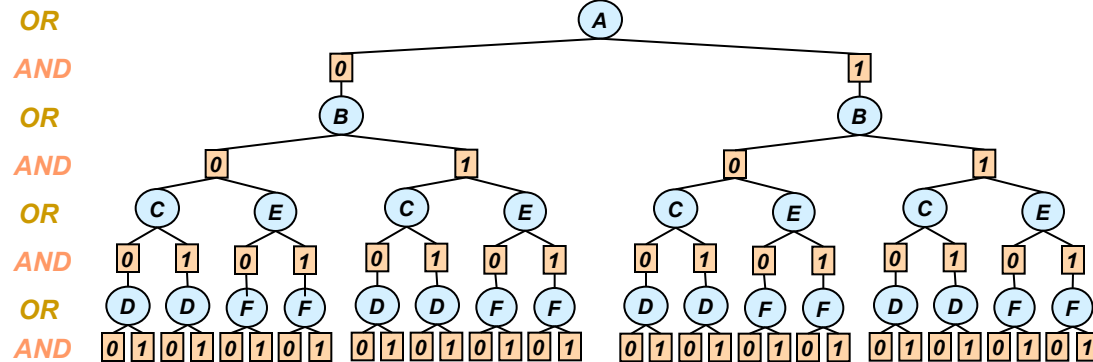 OR A
AND 0 1
OR B B
AND 0 1 0 1
OR C E C E C E C E
AND 0 1 0 1 0 1 0 1 0 1 0 1 0 1 0 1
OR D D F F D D F F D D F F D D F F
AND 0 1 0 1 0 1 0 1 0 1 0 1 0 1 0 1 0 1 0 1 0 1 0 1 0 1 0 1 0 1 0 1